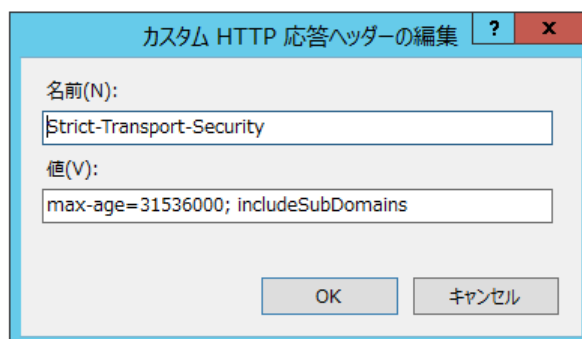 カスタム HTTP 応答ヘッダーの編集
?
x
名前(N):
Strict-Transport-Security
値(V):
max-age=31536000; includeSubDomains
OK
キャンセル